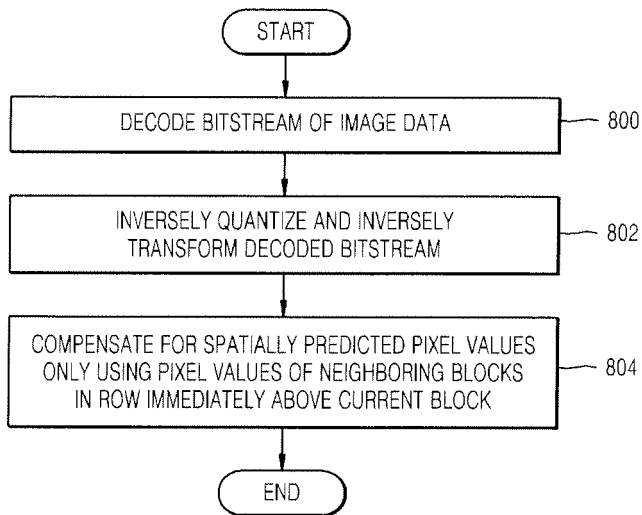 START
DECODE BITSTREAM OF IMAGE DATA
800
INVERSELY QUANTIZE AND INVERSELY
TRANSFORM DECODED BITSTREAM
802
COMPENSATE FOR SPATIALLY PREDICTED PIXEL VALUES
ONLY USING PIXEL VALUES OF NEIGHBORING BLOCKS
IN ROW IMMEDIATELY ABOVE CURRENT BLOCK
804
END